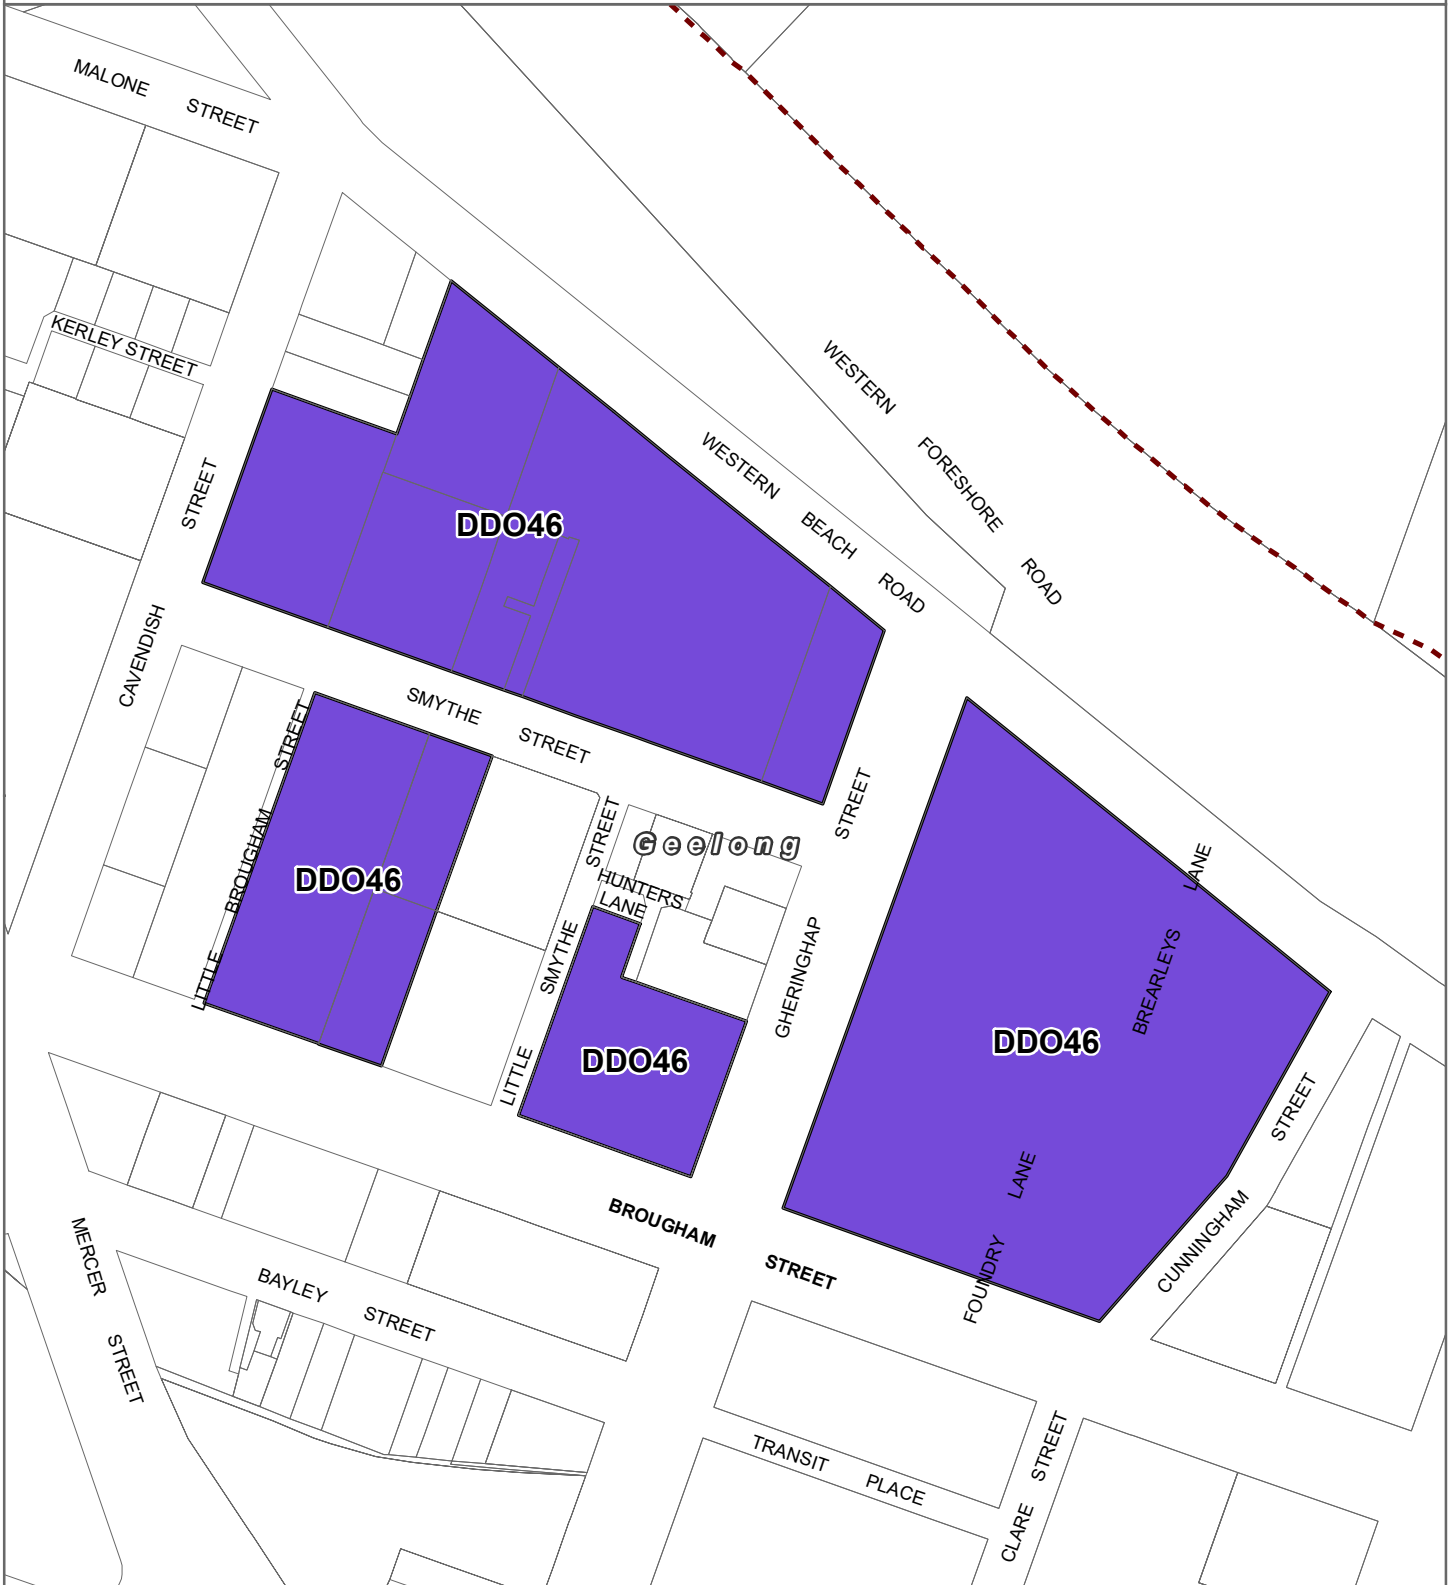 MALONE STREET
KERLEY STREET
WESTERN FORESHORE ROAD
WESTERN BEACH ROAD
CAVENDISH STREET
DDO46
SMYTHE STREET
LITTLE BROUGHAM STREET
DDO46
LITTLE SMYTHE STREET
Geelong
HUNTERS
LANE
DDO46
GHERINGHAP STREET
BREARLEYS LANE
DDO46
FOUNDRY LANE
CUNNINGHAM STREET
BROUGHAM STREET
MERCER STREET
BAYLEY STREET
TRANSIT PLACE
CLARE STREET